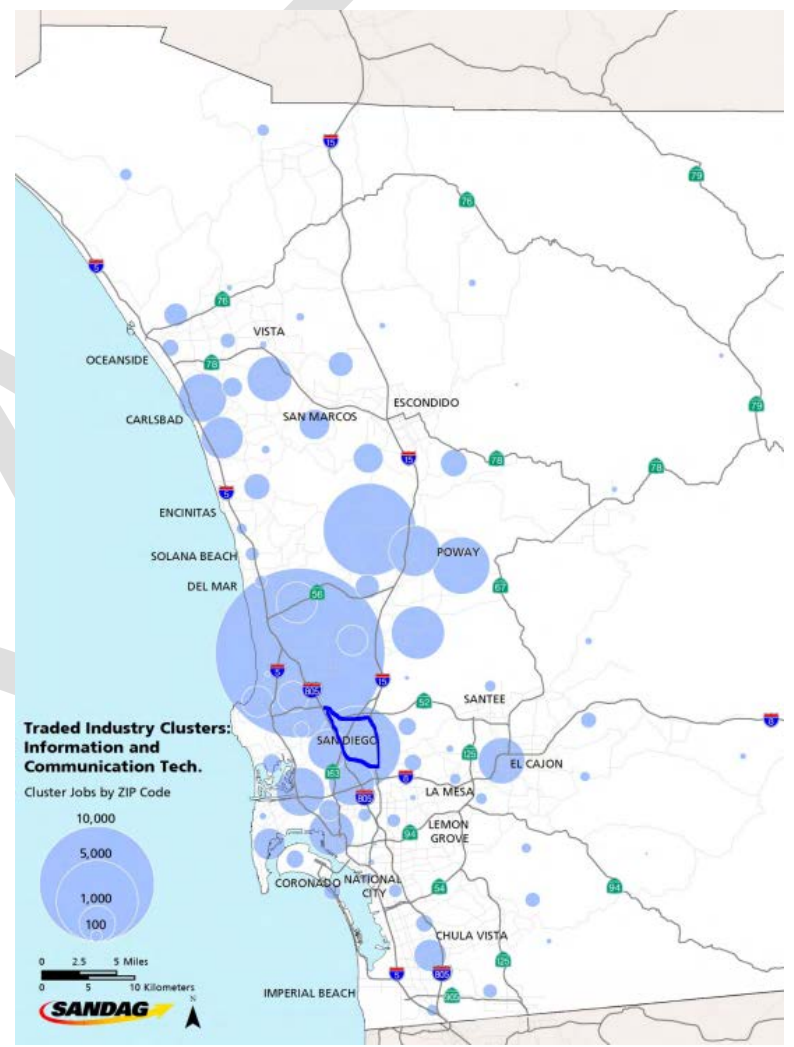 15
79
76
5
76
VISTA
OCEANSIDE
78
79
ESCONDIDO
CARLSBAD
SAN MARCOS
15
78
78
5
ENCINITAS
SOLANA BEACH
POWAY
DEL MAR
56
67
5
15
805
SANTEE
52
8
Traded Industry Clusters:
Information and
Communication Tech.
SAN DIEGO
125
EL CAJON
163
8
Cluster Jobs by ZIP Code
LA MESA
805
10,000
LEMON
GROVE
94
5,000
CORONADO
NATIONAL
CITY
54
94
1,000
100
CHULA VISTA
0 2.5 5 Miles
125
5
805
0 5 10 Kilometers
IMPERIAL BEACH
905
SANDAG
N